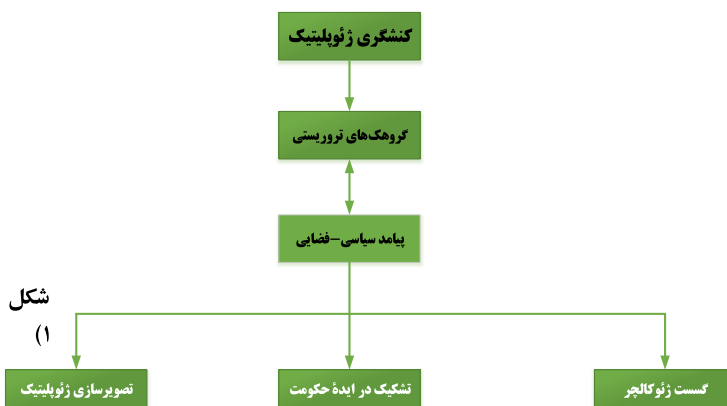 کنشگری ژئوپلیتیک
گروهک‌های تروریستی
پیامد سیاسی-فضایی
شکل
۱)
گسست ژئوکالچر
تشکیک در ایدهٔ حکومت
تصویرسازی ژئوپلیتیک